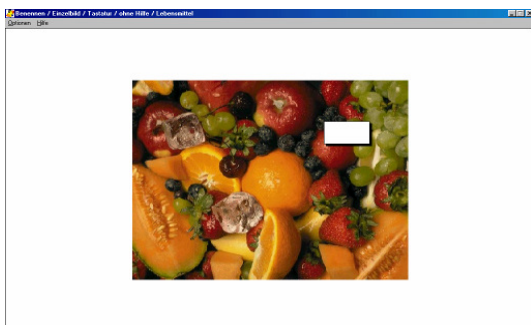 Benennen / Einzelbild / Tastatur / ohne Hilfe / Lebensmittel
Optionen Hilfe